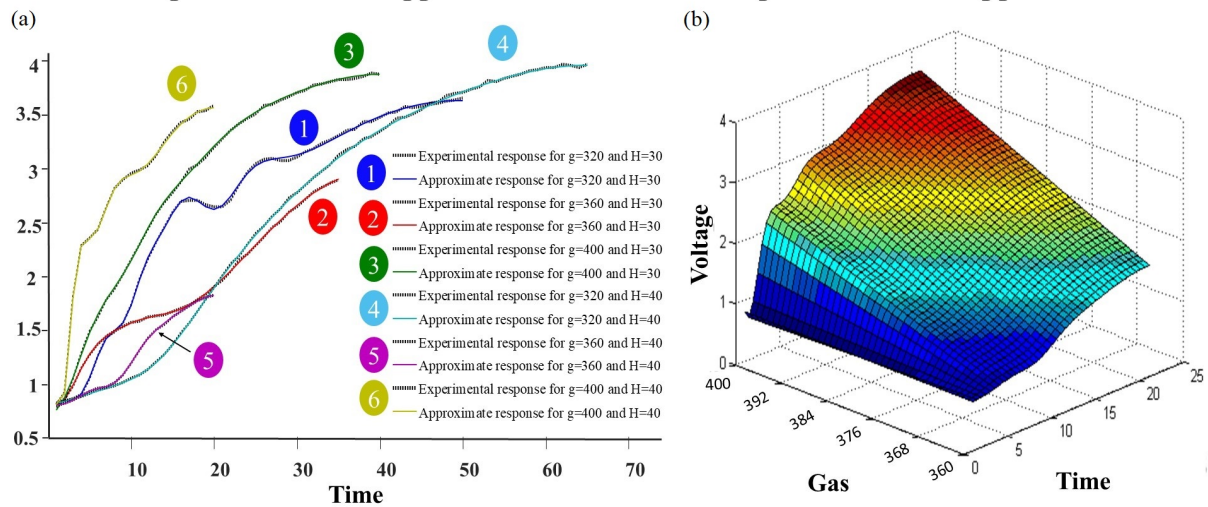 (a)
(b)
4
3.5
3
2.5
2
1.5
1
0.5
10 20 30 40 50 60 70
Time
6
3
4
1
2
5
Experimental response for g=320 and H=30
1 Approximate response for g=320 and H=30
Experimental response for g=360 and H=30
2 Approximate response for g=360 and H=30
Experimental response for g=400 and H=30
3 Approximate response for g=400 and H=30
Experimental response for g=320 and H=40
4 Approximate response for g=320 and H=40
Experimental response for g=360 and H=40
5 Approximate response for g=360 and H=40
Experimental response for g=400 and H=40
6 Approximate response for g=400 and H=40
Voltage
4
3
2
1
0
400 392 384 376 368 360
Gas
0 5 10 15 20 25
Time